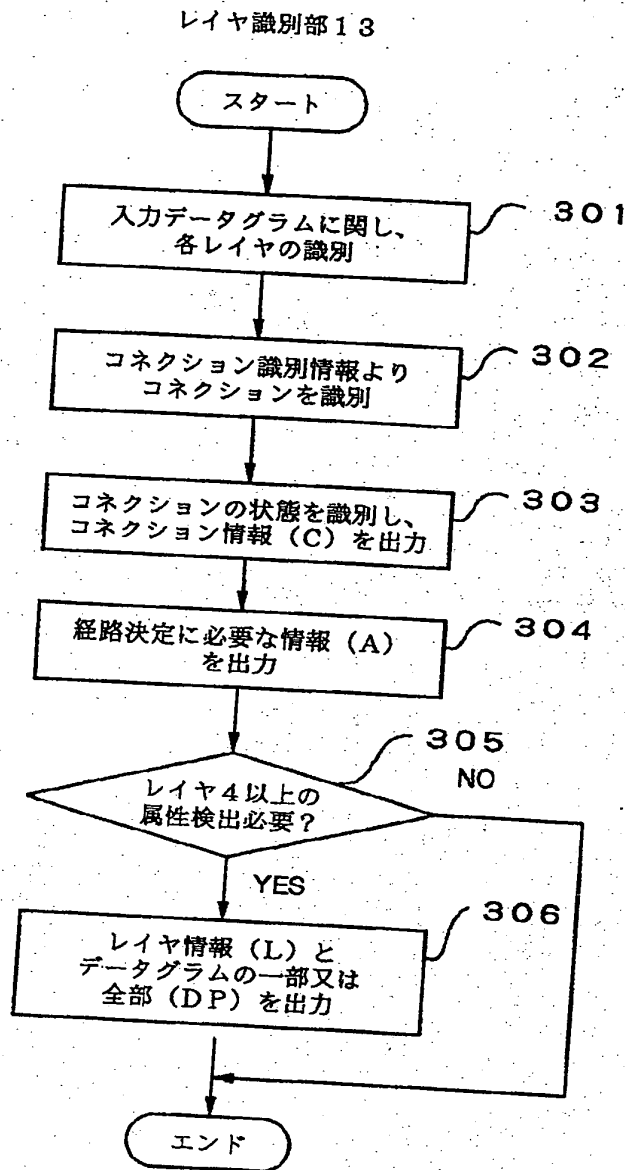 レイヤ識別部13
スタート
入力データグラムに関し、
各レイヤの識別
301
コネクション識別情報より
コネクションを識別
302
コネクションの状態を識別し、
コネクション情報（C）を出力
303
経路決定に必要な情報（A）
を出力
304
305
レイヤ4以上の
属性検出必要？
NO
YES
レイヤ情報（L）と
データグラムの一部又は
全部（DP）を出力
306
エンド